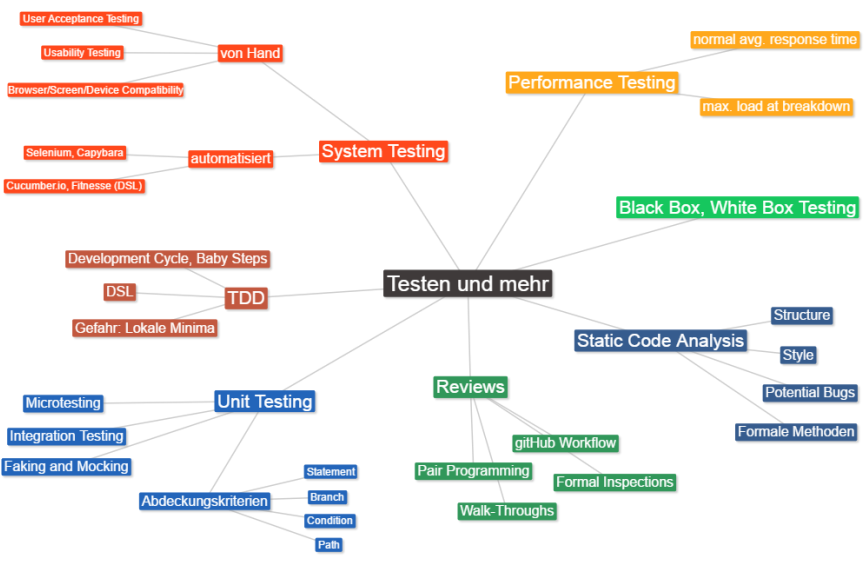 User Acceptance Testing
Usability Testing
von Hand
Browser/Screen/Device Compatibility
normal avg. response time
Performance Testing
max. load at breakdown
Selenium, Capybara
automatisiert
System Testing
Cucumber.io, Fitnesse (DSL)
Black Box, White Box Testing
Development Cycle, Baby Steps
DSL
TDD
Gefahr: Lokale Minima
Testen und mehr
Structure
Static Code Analysis
Style
Potential Bugs
Formale Methoden
Microtesting
Unit Testing
Integration Testing
Faking and Mocking
Abdeckungskriterien
Statement
Branch
Condition
Path
Reviews
gitHub Workflow
Pair Programming
Formal Inspections
Walk-Throughs